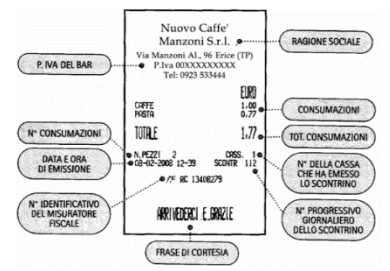 Nuovo Caffe'
Manzoni S.r.l.
Via Manzoni Al., 96 Erice (TP)
P.Iva 00XXXXXXXXX
Tel: 0923 533444
EURO
CAFFE 1.00
PASTA 0.77
TOTALE 1.77
N.PEZZI 2 CASS. 1
08-02-2008 12-39 SCONTR 112
/F RC 13408279
ARRIVEDERCI E GRAZIE
P. IVA DEL BAR
N° CONSUMAZIONI
DATA E ORA
DI EMISSIONE
N° IDENTIFICATIVO
DEL MISURATORE
FISCALE
FRASE DI CORTESIA
RAGIONE SOCIALE
CONSUMAZIONI
TOT. CONSUMAZIONI
N° DELLA CASSA
CHE HA EMESSO
LO SCONTRINO
N° PROGRESSIVO
GIORNALIERO
DELLO SCONTRINO